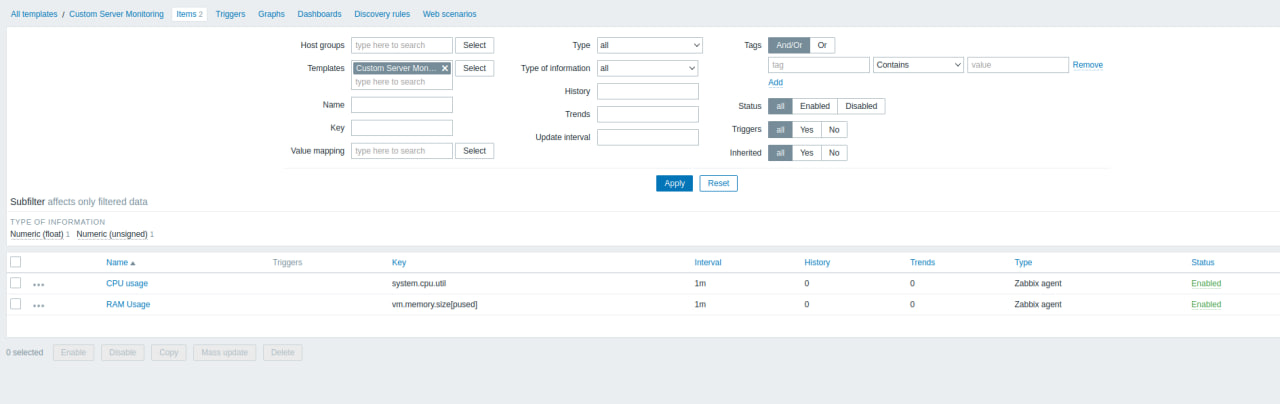 All templates / Custom Server Monitoring Items 2 Triggers Graphs Dashboards Discovery rules Web scenarios
Host groups type here to search Select Type all Tags And/Or Or
Templates Custom Server Mon... Select Type of information all tag Contains value Remove
type here to search
History Add
Name Trends Status all Enabled Disabled
Key Update interval Triggers all Yes No
Value mapping type here to search Select Inherited all Yes No
Apply Reset
Subfilter affects only filtered data
TYPE OF INFORMATION
Numeric (float) 1 Numeric (unsigned) 1
Name Triggers Key Interval History Trends Type Status
CPU usage system.cpu.util 1m 0 0 Zabbix agent Enabled
RAM Usage vm.memory.size[pused] 1m 0 0 Zabbix agent Enabled
0 selected Enable Disable Copy Mass update Delete